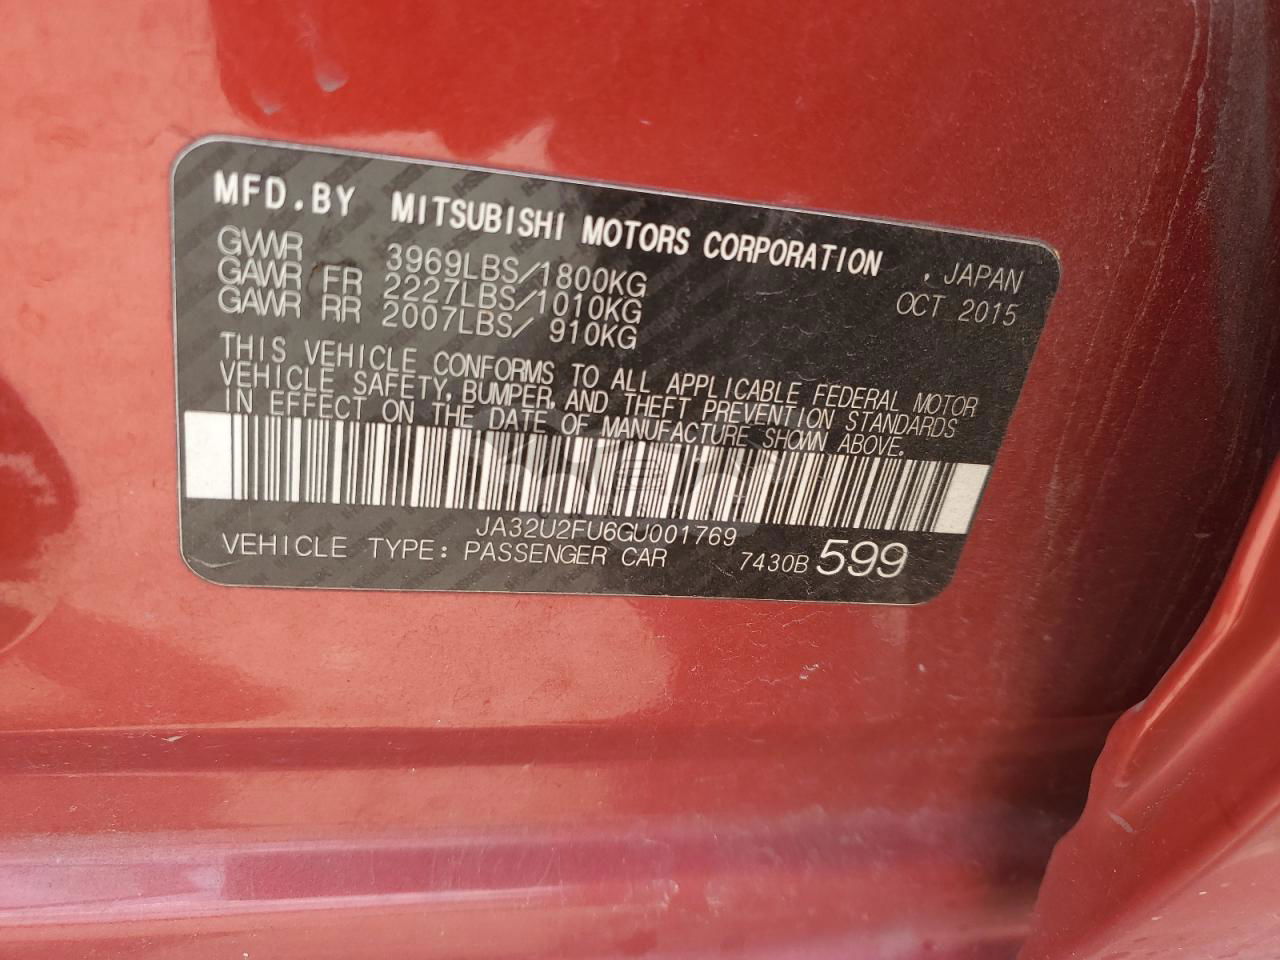 MFD.BY MITSUBISHI MOTORS CORPORATION , JAPAN
GVWR 3969LBS/1800KG OCT 2015
GAWR FR 2227LBS/1010KG
GAWR RR 2007LBS/ 910KG
THIS VEHICLE CONFORMS TO ALL APPLICABLE FEDERAL MOTOR
VEHICLE SAFETY, BUMPER, AND THEFT PREVENTION STANDARDS
IN EFFECT ON THE DATE OF MANUFACTURE SHOWN ABOVE.
JA32U2FU6GU001769
VEHICLE TYPE: PASSENGER CAR 7430B 599